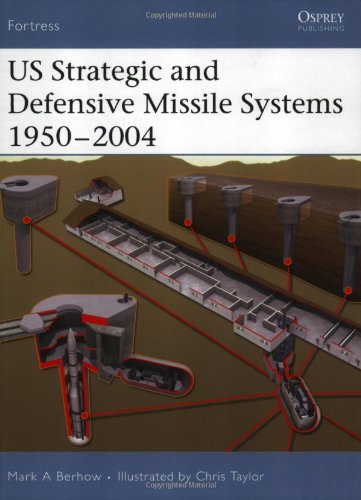 Fortress
OSPREY
PUBLISHING
US Strategic and
Defensive Missile Systems
1950–2004
Mark A Berhow • Illustrated by Chris Taylor